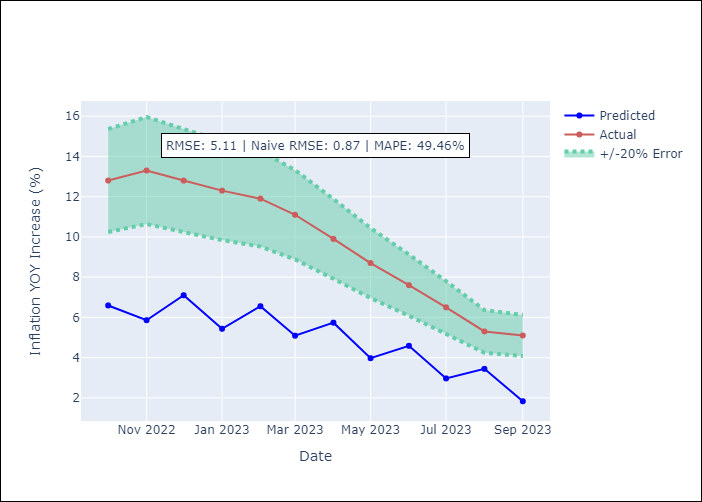 RMSE: 5.11 | Naive RMSE: 0.87 | MAPE: 49.46%
Predicted
Actual
+/-20% Error
Inflation YOY Increase (%)
16
14
12
10
8
6
4
2
Nov 2022
Jan 2023
Mar 2023
May 2023
Jul 2023
Sep 2023
Date